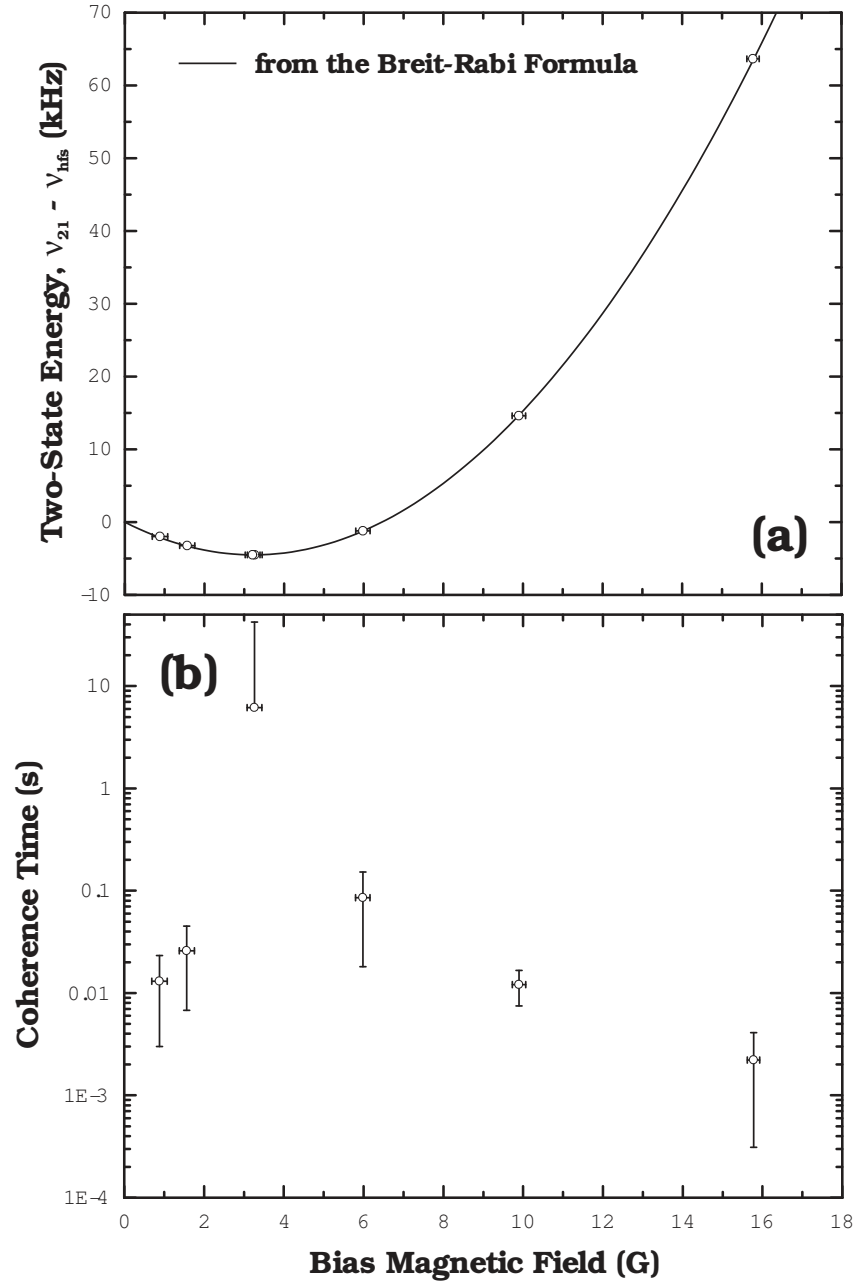 70
60
50
40
30
20
10
0
−10
Two-State Energy, ν21 - νhfs (kHz)
from the Breit-Rabi Formula
(a)
(b)
10
1
0.1
0.01
1E-3
1E-4
Coherence Time (s)
0 2 4 6 8 10 12 14 16 18
Bias Magnetic Field (G)